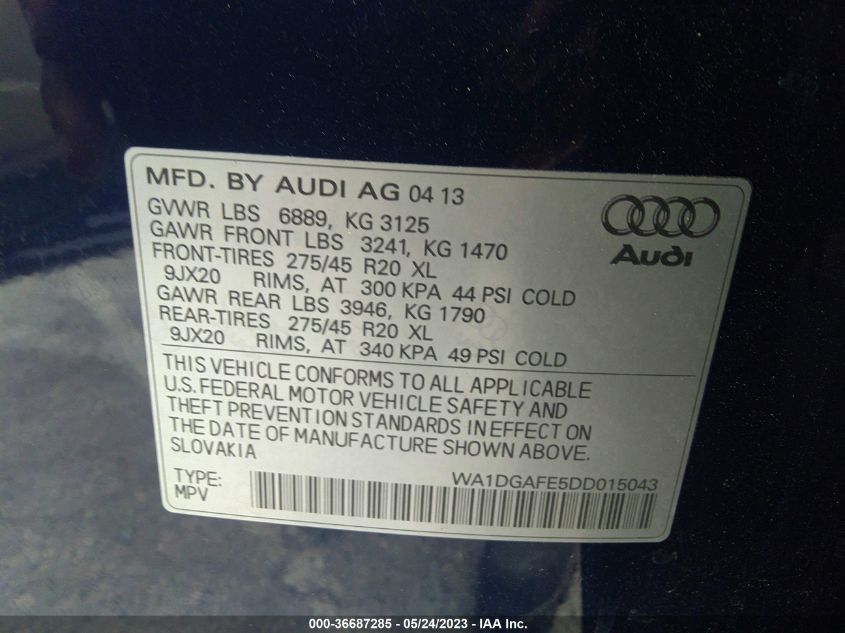 MFD. BY AUDI AG 04 13
GVWR LBS 6889, KG 3125
GAWR FRONT LBS 3241, KG 1470
FRONT-TIRES 275/45 R20 XL
9JX20 RIMS, AT 300 KPA 44 PSI COLD
GAWR REAR LBS 3946, KG 1790
REAR-TIRES 275/45 R20 XL
9JX20 RIMS, AT 340 KPA 49 PSI COLD
Audi
THIS VEHICLE CONFORMS TO ALL APPLICABLE
U.S. FEDERAL MOTOR VEHICLE SAFETY AND
THEFT PREVENTION STANDARDS IN EFFECT ON
THE DATE OF MANUFACTURE SHOWN ABOVE.
SLOVAKIA
TYPE: WA1DGAFE5DD015043
MPV
000-36687285 - 05/24/2023 - IAA Inc.